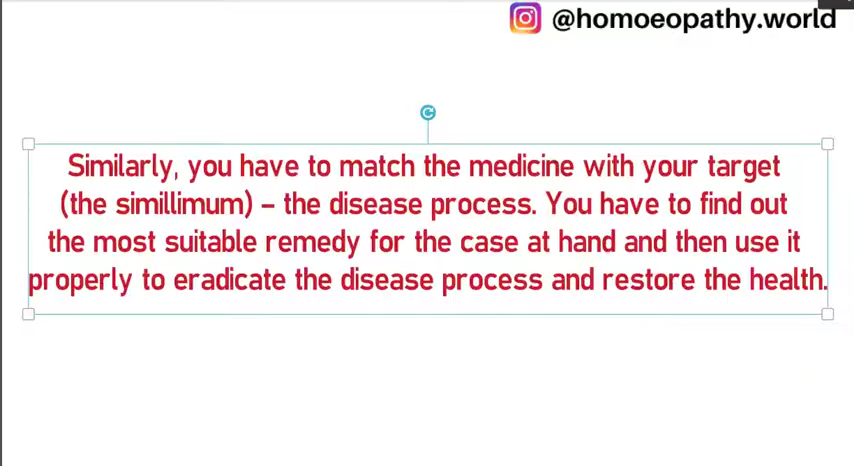 @homoeopathy.world
Similarly, you have to match the medicine with your target
(the simillimum) – the disease process. You have to find out
the most suitable remedy for the case at hand and then use it
properly to eradicate the disease process and restore the health.